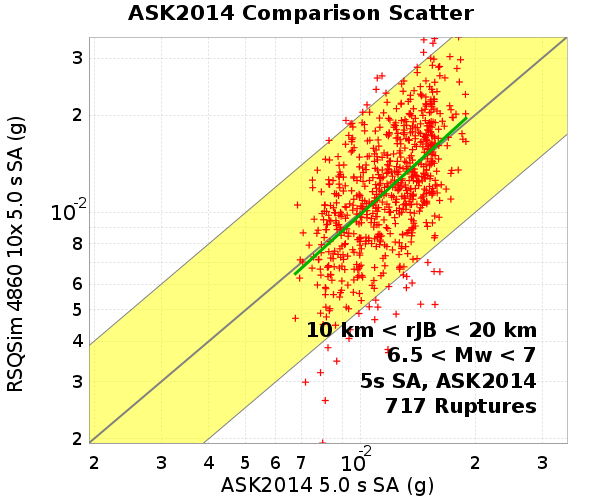 ASK2014 Comparison Scatter
RSQSim 4860 10x 5.0 s SA (g)
3
2
10⁻²
8
6
5
4
3
2
10 km < rJB < 20 km
6.5 < Mw < 7
5s SA, ASK2014
717 Ruptures
2 3 4 5 6 7 10⁻² 2 3
ASK2014 5.0 s SA (g)